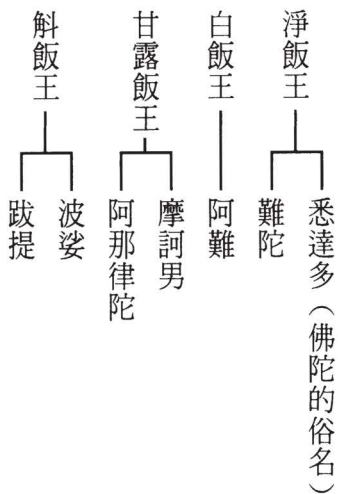 淨飯王
悉達多（佛陀的俗名）
難陀
白飯王
阿難
甘露飯王
摩訶男
阿那律陀
斛飯王
波娑
跋提